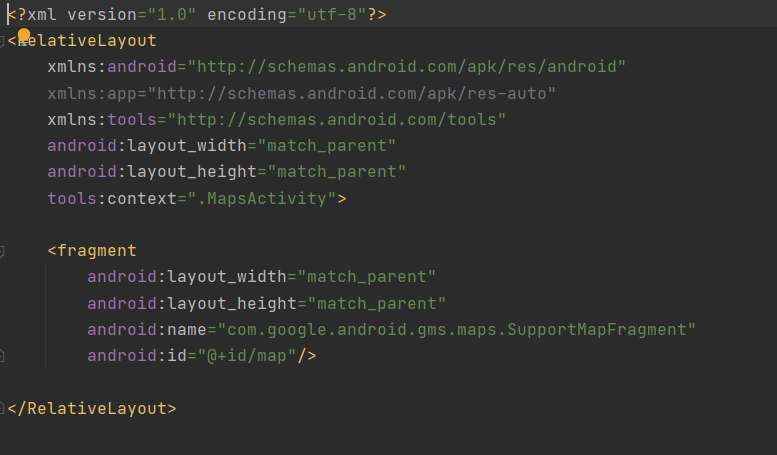 <?xml version="1.0" encoding="utf-8"?>
<RelativeLayout
xmlns:android="http://schemas.android.com/apk/res/android"
xmlns:app="http://schemas.android.com/apk/res-auto"
xmlns:tools="http://schemas.android.com/tools"
android:layout_width="match_parent"
android:layout_height="match_parent"
tools:context=".MapsActivity">
<fragment
android:layout_width="match_parent"
android:layout_height="match_parent"
android:name="com.google.android.gms.maps.SupportMapFragment"
android:id="@+id/map"/>
</RelativeLayout>